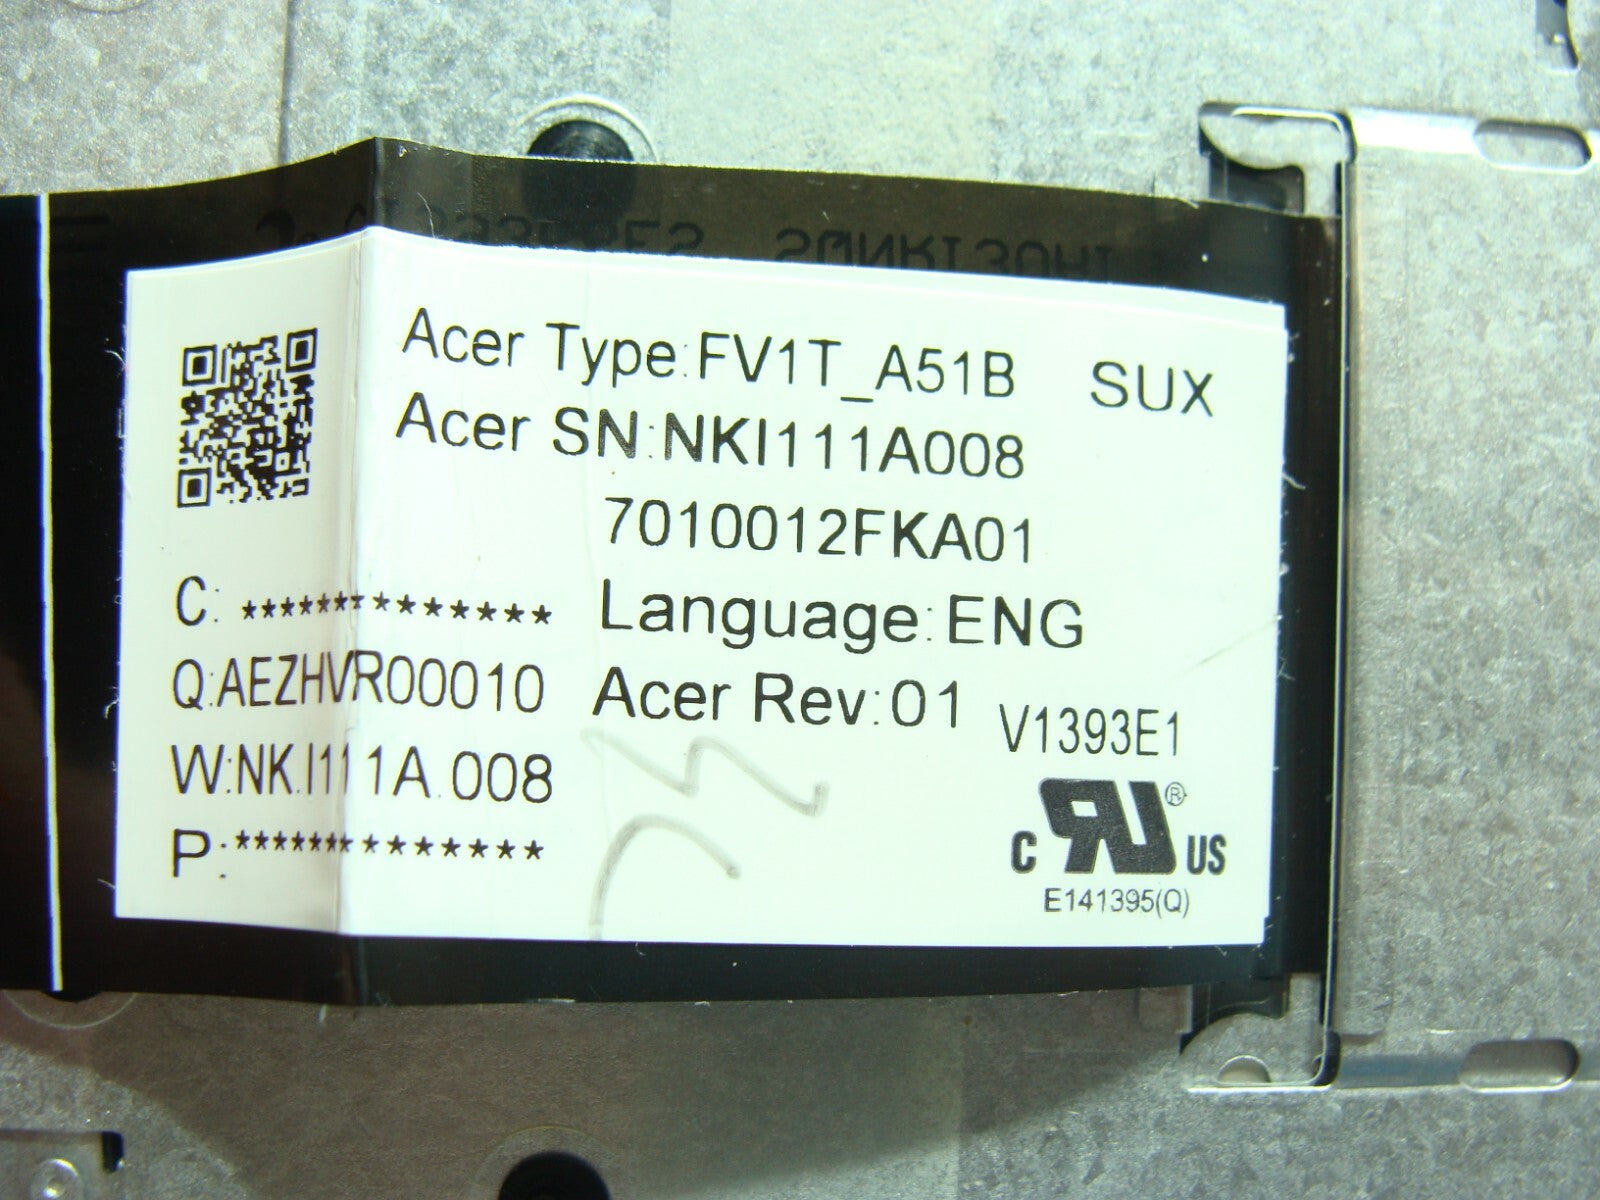 Acer Type:FV1T_A51B SUX
Acer SN:NKI111A008
7010012FKA01
C: *************
Language:ENG
Q:AEZHVR00010
Acer Rev:01
V1393E1
W:NK.I111A.008
P:*************
c RU ® US
E141395(Q)